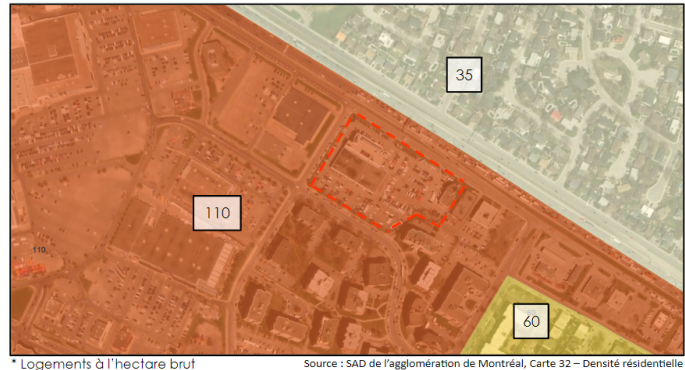 35
110
110
60
* Logements à l'hectare brut
Source : SAD de l'agglomération de Montréal, Carte 32 – Densité résidentielle